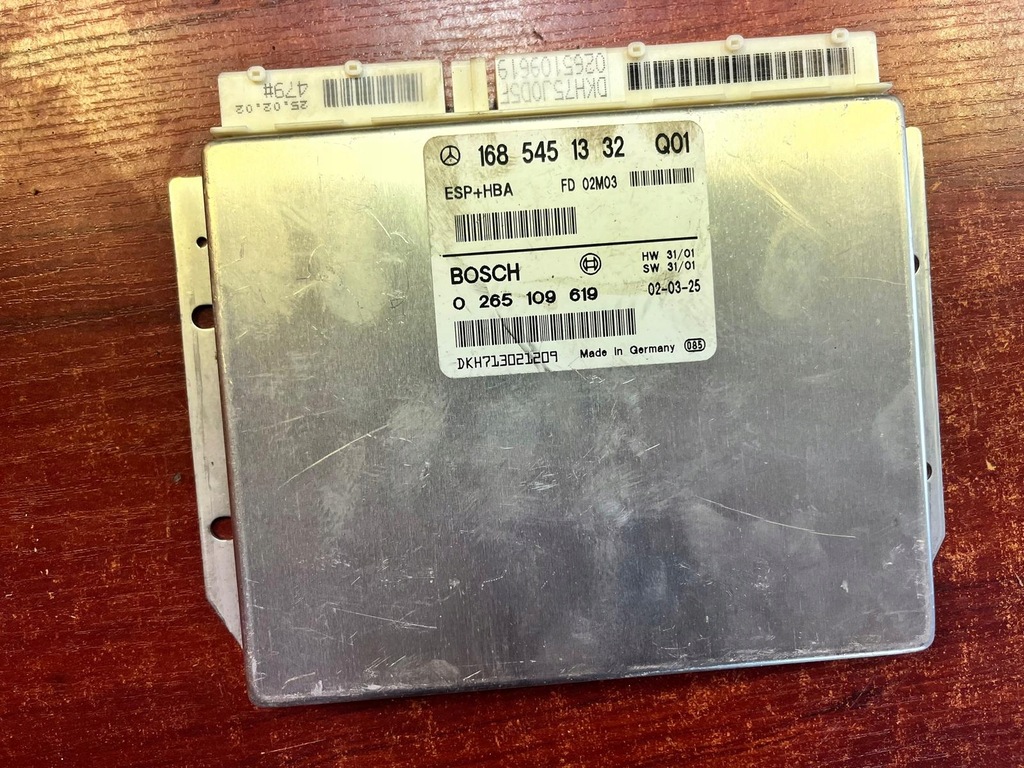 479#
25.02.02
DKH75J0D5F
0265109619
168 545 13 32 Q01
ESP+HBA FD 02M03
BOSCH HW 31/01
SW 31/01
0 265 109 619 02-03-25
DKH713021209 Made in Germany 085